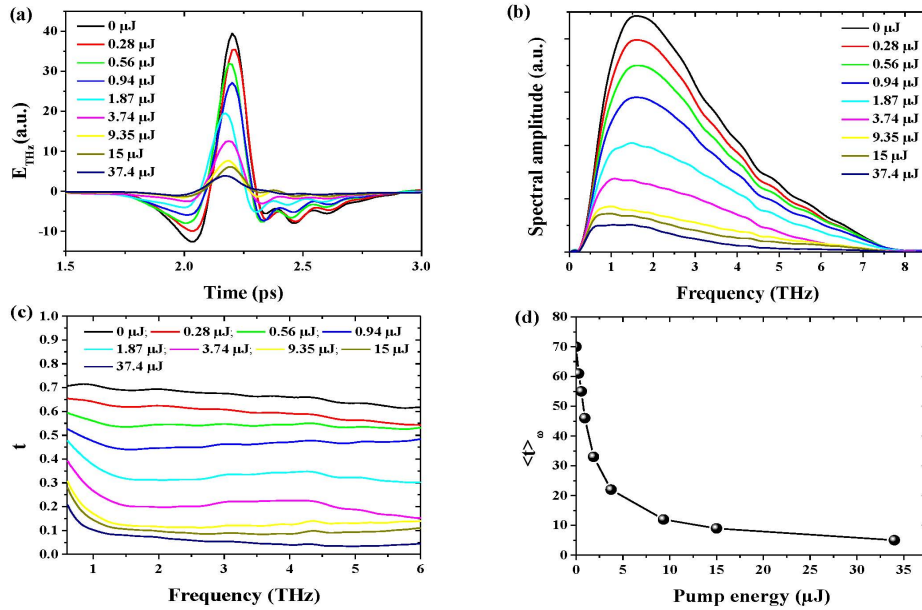 (a)
0 µJ
0.28 µJ
0.56 µJ
0.94 µJ
1.87 µJ
3.74 µJ
9.35 µJ
15 µJ
37.4 µJ
E_THz (a.u.)
40
30
20
10
0
-10
1.5 2.0 2.5 3.0
Time (ps)
(b)
0 µJ
0.28 µJ
0.56 µJ
0.94 µJ
1.87 µJ
3.74 µJ
9.35 µJ
15 µJ
37.4 µJ
Spectral amplitude (a.u.)
0 1 2 3 4 5 6 7 8
Frequency (THz)
(c)
0 µJ; 0.28 µJ; 0.56 µJ; 0.94 µJ
1.87 µJ; 3.74 µJ; 9.35 µJ; 15 µJ
37.4 µJ
t
1.0
0.9
0.8
0.7
0.6
0.5
0.4
0.3
0.2
0.1
0.0
1 2 3 4 5 6
Frequency (THz)
(d)
<t>_ω
80
70
60
50
40
30
20
10
0
0 5 10 15 20 25 30 35
Pump energy (µJ)